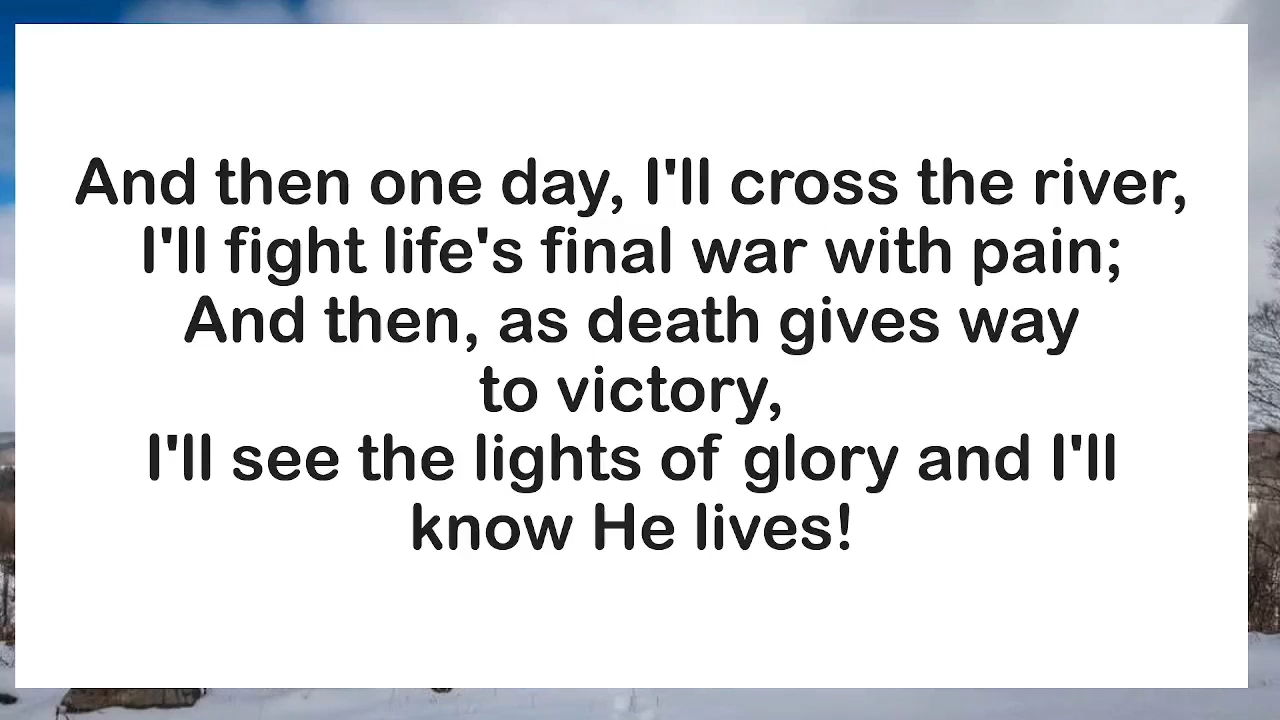 And then one day, I'll cross the river,
I'll fight life's final war with pain;
And then, as death gives way
to victory,
I'll see the lights of glory and I'll
know He lives!